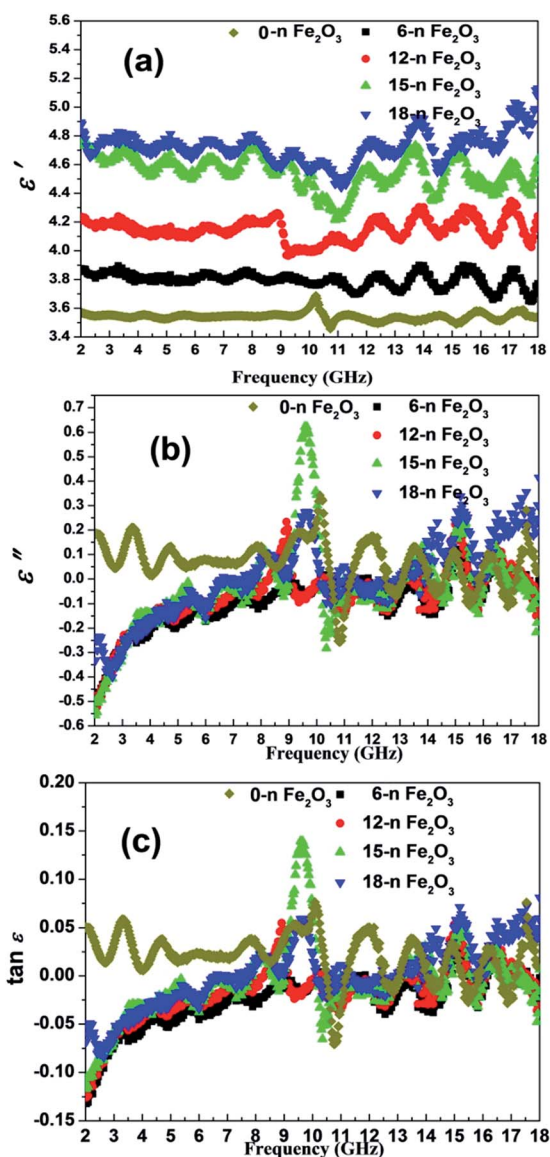 (a)
0-n Fe₂O₃
6-n Fe₂O₃
12-n Fe₂O₃
15-n Fe₂O₃
18-n Fe₂O₃
ε′
5.6
5.4
5.2
5.0
4.8
4.6
4.4
4.2
4.0
3.8
3.6
3.4
2 3 4 5 6 7 8 9 10 11 12 13 14 15 16 17 18
Frequency (GHz)
(b)
0-n Fe₂O₃
6-n Fe₂O₃
12-n Fe₂O₃
15-n Fe₂O₃
18-n Fe₂O₃
ε″
0.7
0.6
0.5
0.4
0.3
0.2
0.1
0.0
-0.1
-0.2
-0.3
-0.4
-0.5
-0.6
2 3 4 5 6 7 8 9 10 11 12 13 14 15 16 17 18
Frequency (GHz)
(c)
0-n Fe₂O₃
6-n Fe₂O₃
12-n Fe₂O₃
15-n Fe₂O₃
18-n Fe₂O₃
tan ε
0.20
0.15
0.10
0.05
0.00
-0.05
-0.10
-0.15
2 3 4 5 6 7 8 9 10 11 12 13 14 15 16 17 18
Frequency (GHz)